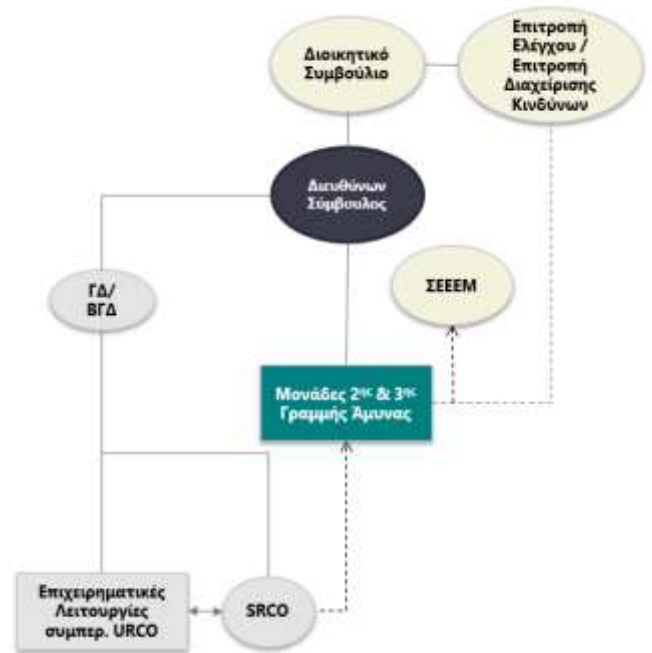 Διοικητικό
Συμβούλιο
Επιτροπή
Ελέγχου /
Επιτροπή
Διαχείρισης
Κινδύνων
Διευθύνων
Σύμβουλος
ΓΔ/
ΒΓΔ
ΣΕΕΕΜ
Μονάδες 2ης & 3ης
Γραμμής Άμυνας
Επιχειρηματικές
Λειτουργίες
συμπερ. URCO
SRCO